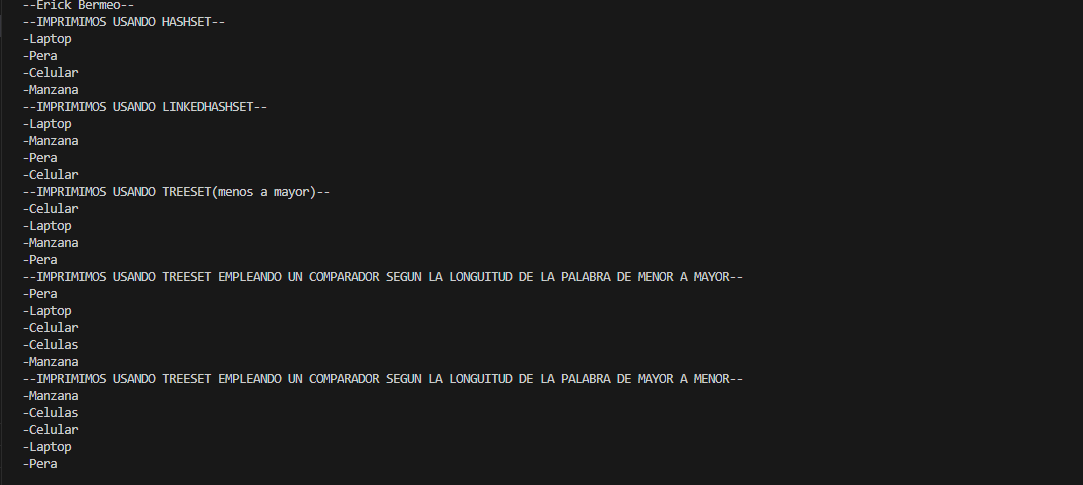 --Erick Bermeo--
--IMPRIMIMOS USANDO HASHSET--
-Laptop
-Pera
-Celular
-Manzana
--IMPRIMIMOS USANDO LINKEDHASHSET--
-Laptop
-Manzana
-Pera
-Celular
--IMPRIMIMOS USANDO TREESET(menos a mayor)--
-Celular
-Laptop
-Manzana
-Pera
--IMPRIMIMOS USANDO TREESET EMPLEANDO UN COMPARADOR SEGUN LA LONGUITUD DE LA PALABRA DE MENOR A MAYOR--
-Pera
-Laptop
-Celular
-Celulas
-Manzana
--IMPRIMIMOS USANDO TREESET EMPLEANDO UN COMPARADOR SEGUN LA LONGUITUD DE LA PALABRA DE MAYOR A MENOR--
-Manzana
-Celulas
-Celular
-Laptop
-Pera